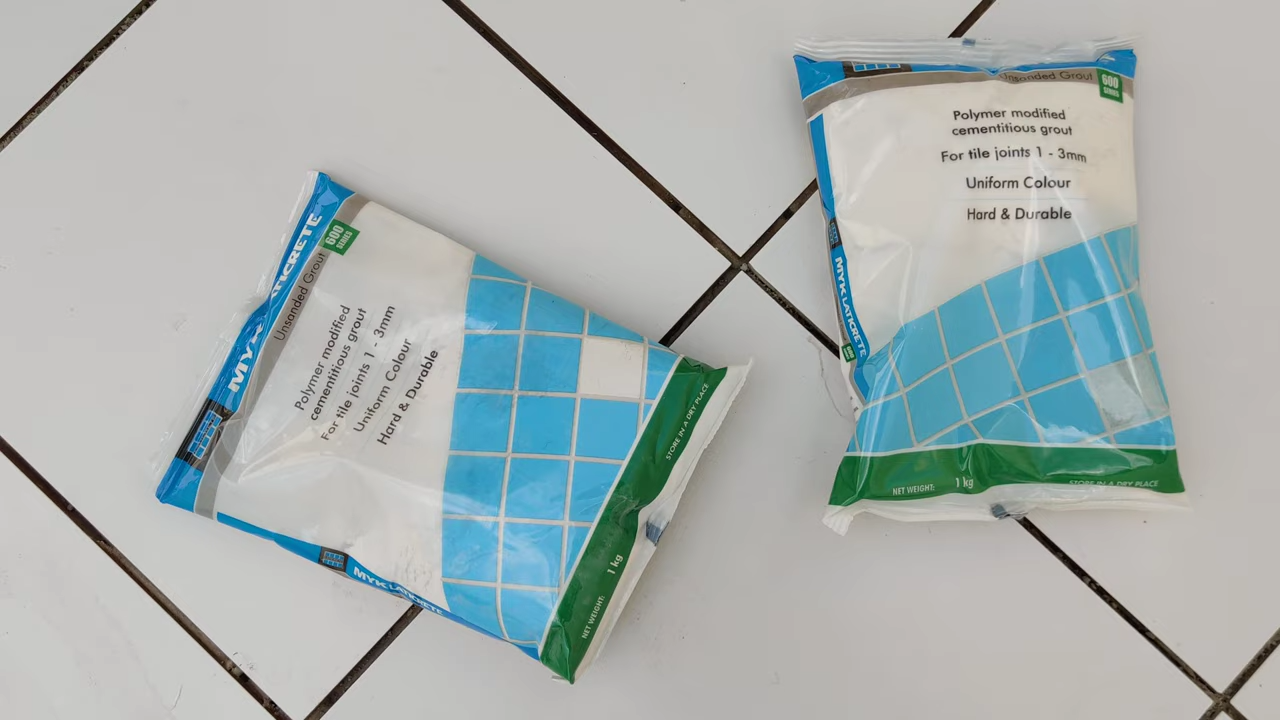 MYK LATICRETE
Unsanded Grout
600
SERIES
Polymer modified
cementitious grout
For tile joints 1 - 3mm
Uniform Colour
Hard & Durable
MYK LATICRETE
NET WEIGHT: 1 kg
STORE IN A DRY PLACE
Unsanded Grout
600
SERIES
Polymer modified
cementitious grout
For tile joints 1 - 3mm
Uniform Colour
Hard & Durable
MYK LATICRETE
NET WEIGHT: 1 kg
STORE IN A DRY PLACE